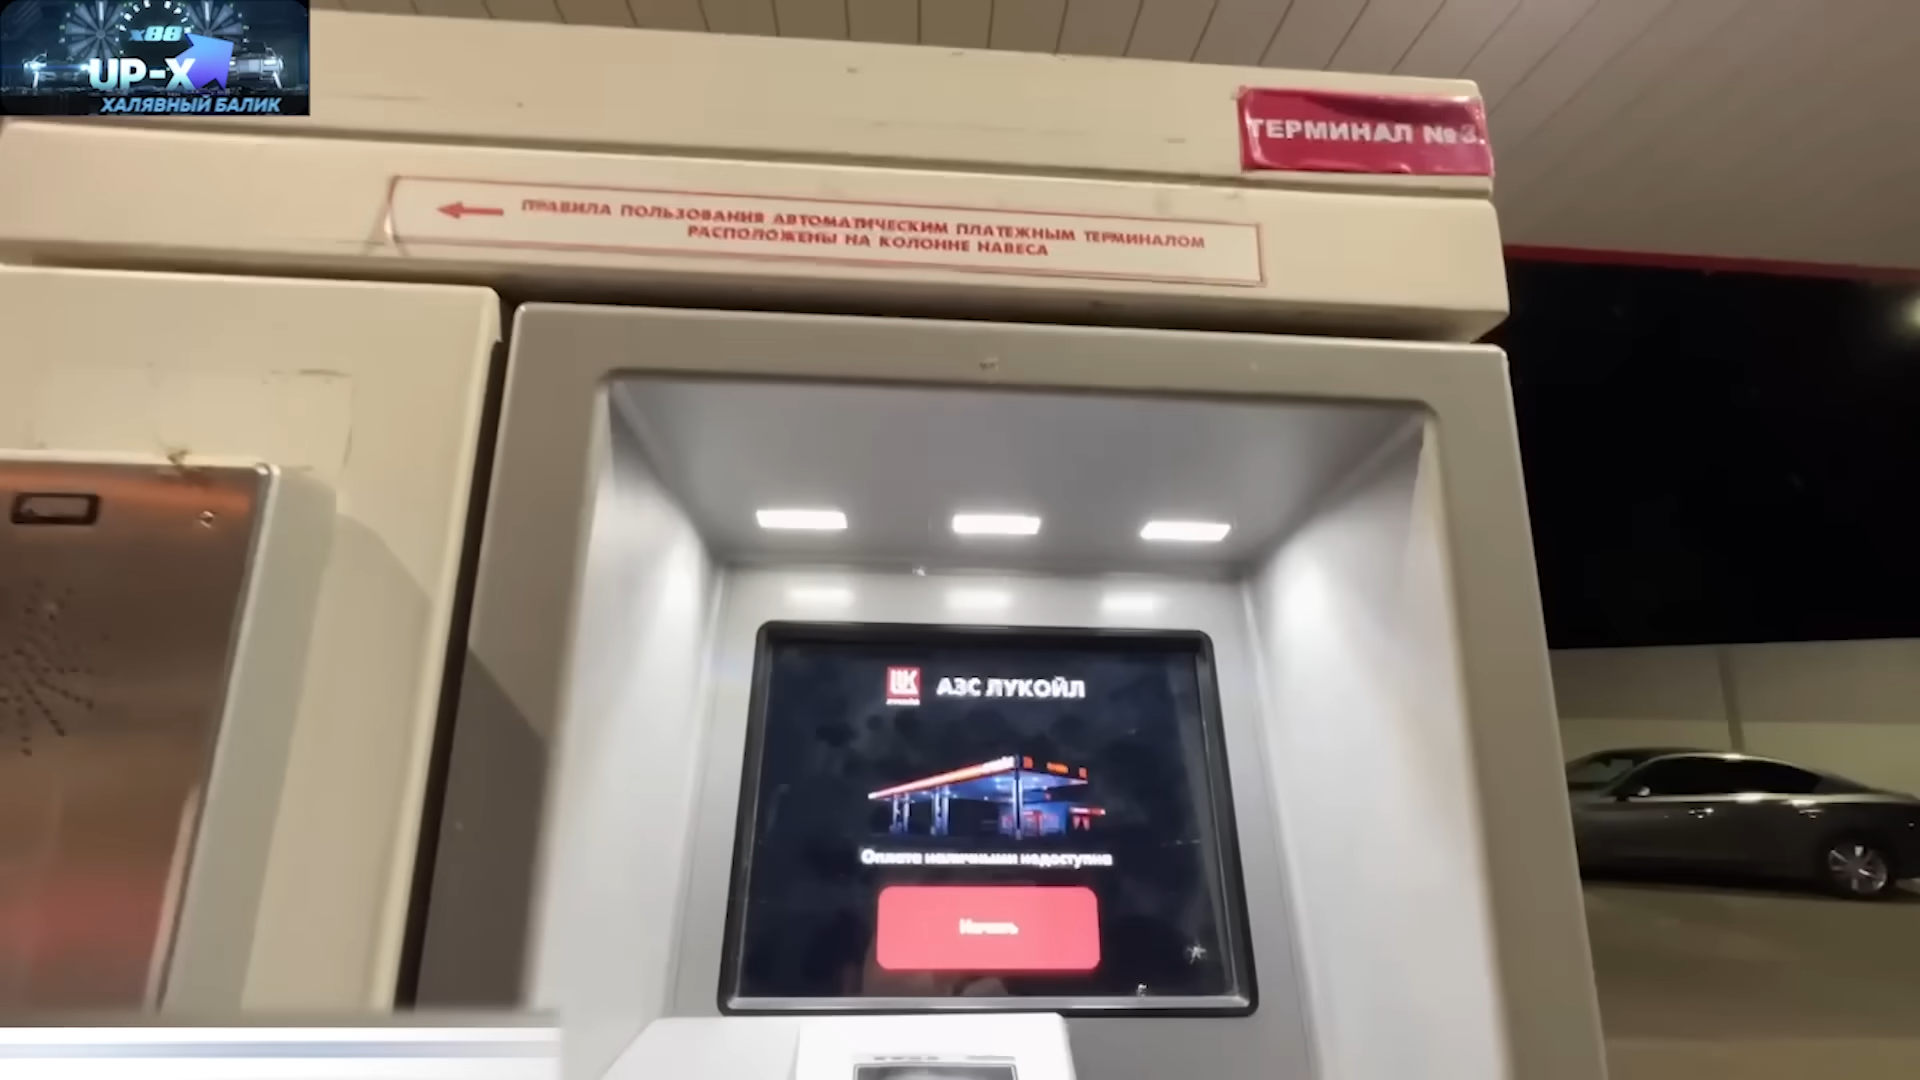 x88
UP-X
ХАЛЯВНЫЙ БАЛИК
ТЕРМИНАЛ №3
ПРАВИЛА ПОЛЬЗОВАНИЯ АВТОМАТИЧЕСКИМ ПЛАТЕЖНЫМ ТЕРМИНАЛОМ
РАСПОЛОЖЕНЫ НА КОЛОННЕ НАВЕСА
АЗС ЛУКОЙЛ
Оплата наличными недоступна
Начать